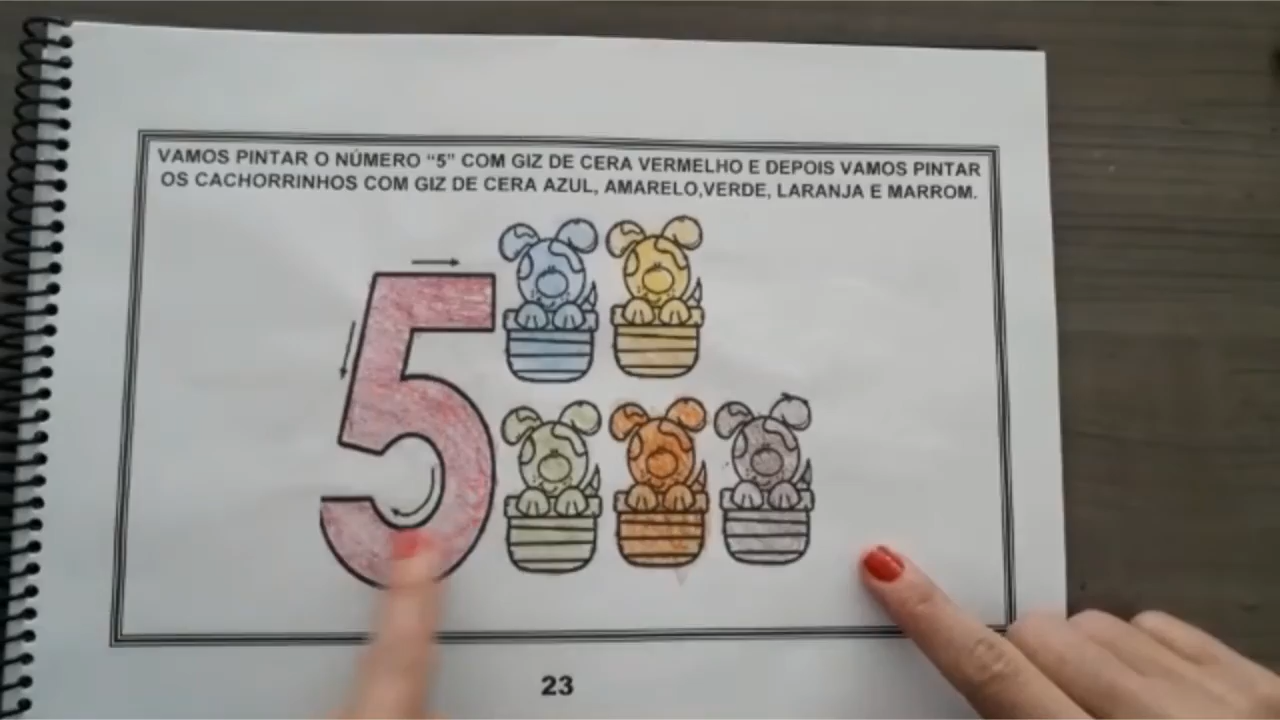 VAMOS PINTAR O NÚMERO “5” COM GIZ DE CERA VERMELHO E DEPOIS VAMOS PINTAR
OS CACHORRINHOS COM GIZ DE CERA AZUL, AMARELO,VERDE, LARANJA E MARROM.
5
23